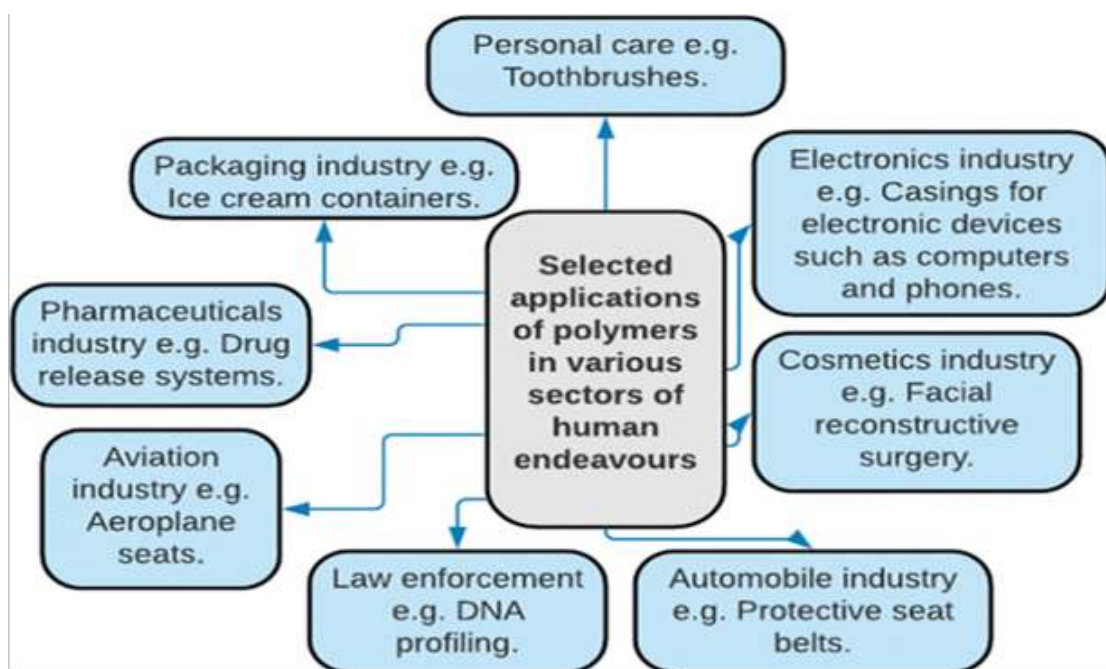 Personal care e.g.
Toothbrushes.
Packaging industry e.g.
Ice cream containers.
Electronics industry
e.g. Casings for
electronic devices
such as computers
and phones.
Selected
applications
of polymers
in various
sectors of
human
endeavours
Pharmaceuticals
industry e.g. Drug
release systems.
Cosmetics industry
e.g. Facial
reconstructive
surgery.
Aviation
industry e.g.
Aeroplane
seats.
Law enforcement
e.g. DNA
profiling.
Automobile industry
e.g. Protective seat
belts.